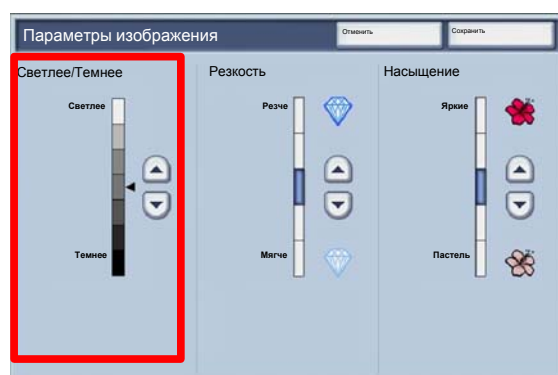 Параметры изображения
Отменить
Сохранить
Светлее/Темнее
Светлее
Темнее
Резкость
Резче
Мягче
Насыщение
Яркие
Пастель